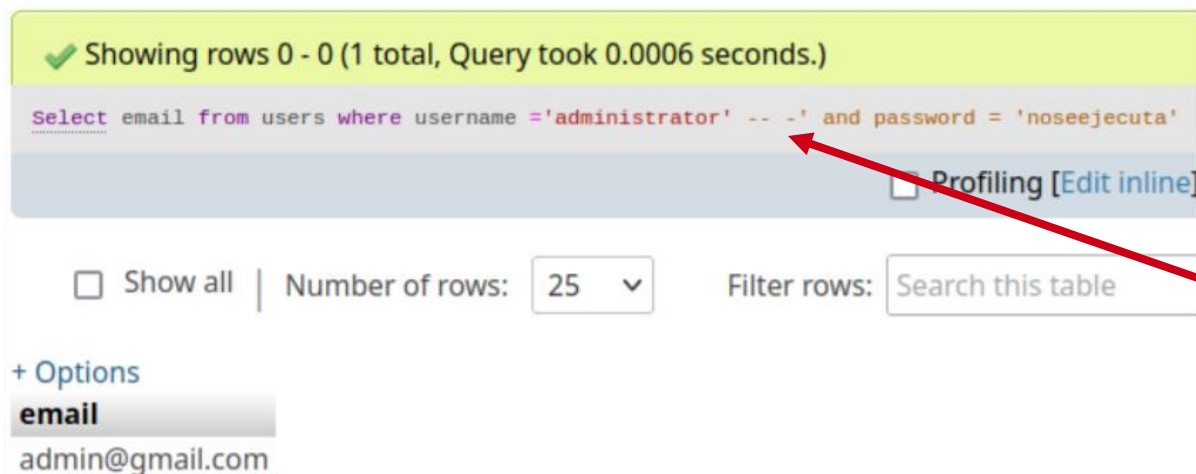 Showing rows 0 - 0 (1 total, Query took 0.0006 seconds.)
Select email from users where username ='administrator' -- -' and password = 'noseejecuta'
Profiling [Edit inline]
Show all | Number of rows: 25 Filter rows: Search this table
+ Options
email
admin@gmail.com